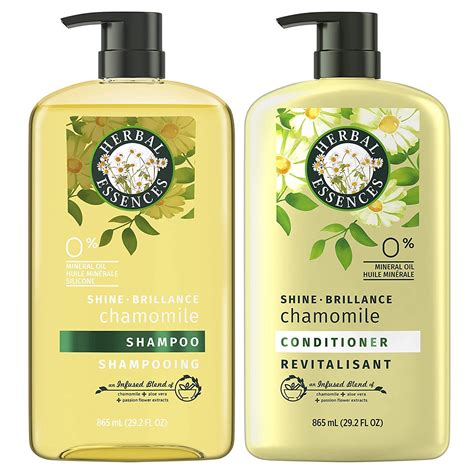 HERBAL
ESSENCES
0%
MINERAL OIL
HUILE MINÉRALE
SILICONE
SHINE · BRILLANCE
chamomile
SHAMPOO
SHAMPOOING
an Infused Blend of
chamomile + aloe vera
+ passion flower extracts
865 mL (29.2 FL OZ)
HERBAL
ESSENCES
0%
MINERAL OIL
HUILE MINÉRALE
SHINE · BRILLANCE
chamomile
CONDITIONER
REVITALISANT
an Infused Blend of
chamomile + aloe vera
+ passion flower extracts
865 mL (29.2 FL OZ)